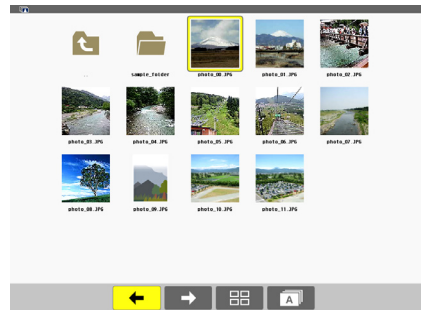 ..
sample_folder
photo_00.JPG
photo_01.JPG
photo_02.JPG
photo_03.JPG
photo_04.JPG
photo_05.JPG
photo_06.JPG
photo_07.JPG
photo_08.JPG
photo_09.JPG
photo_10.JPG
photo_11.JPG
A